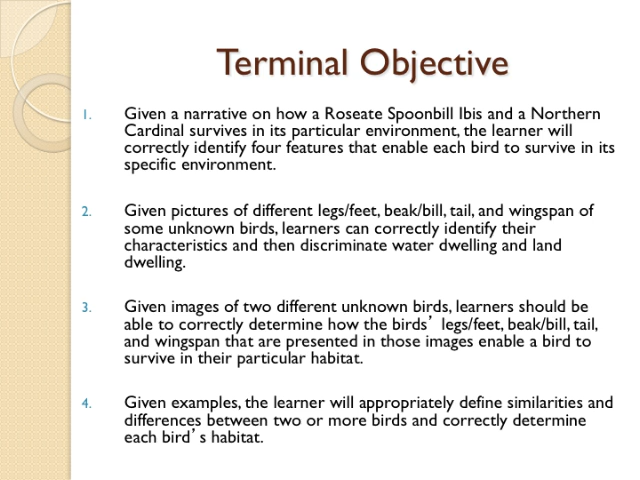 Terminal Objective
1. Given a narrative on how a Roseate Spoonbill Ibis and a Northern
Cardinal survives in its particular environment, the learner will
correctly identify four features that enable each bird to survive in its
specific environment.
2. Given pictures of different legs/feet, beak/bill, tail, and wingspan of
some unknown birds, learners can correctly identify their
characteristics and then discriminate water dwelling and land
dwelling.
3. Given images of two different unknown birds, learners should be
able to correctly determine how the birds’ legs/feet, beak/bill, tail,
and wingspan that are presented in those images enable a bird to
survive in their particular habitat.
4. Given examples, the learner will appropriately define similarities and
differences between two or more birds and correctly determine
each bird’s habitat.